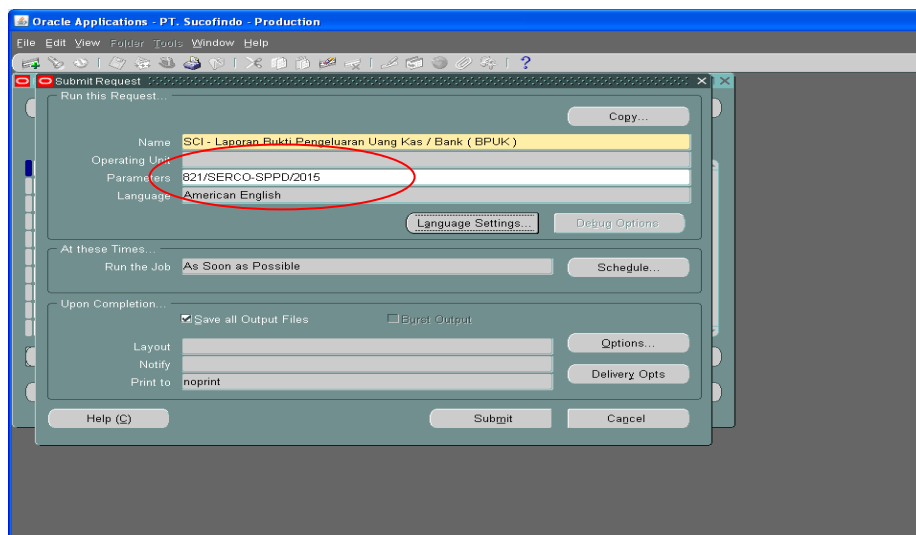 Oracle Applications - PT. Sucofindo - Production
File Edit View Folder Tools Window Help
Submit Request
Run this Request...
Copy...
Name SCI - Laporan Bukti Pengeluaran Uang Kas / Bank ( BPUK )
Operating Unit
Parameters 821/SERCO-SPPD/2015
Language American English
Language Settings... Debug Options
At these Times...
Run the Job As Soon as Possible Schedule...
Upon Completion...
Save all Output Files Burst Output
Layout Options...
Notify
Delivery Opts
Print to noprint
Help (C) Submit Cancel